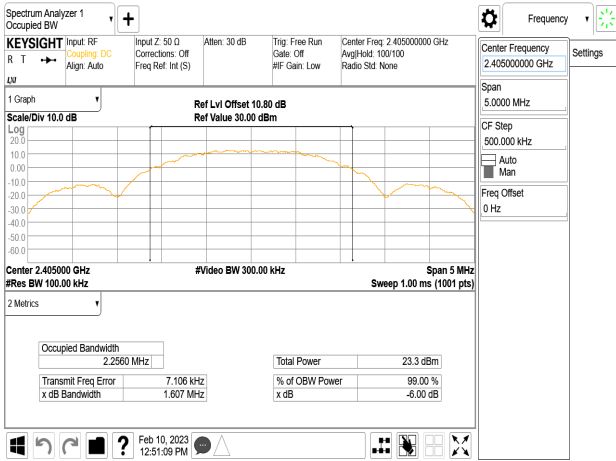 Spectrum Analyzer 1
Occupied BW
Frequency
KEYSIGHT
R T
LXI
Input: RF
Coupling: DC
Align: Auto
Input Z: 50 Ω
Corrections: Off
Freq Ref: Int (S)
Atten: 30 dB
Trig: Free Run
Gate: Off
#IF Gain: Low
Center Freq: 2.405000000 GHz
Avg|Hold: 100/100
Radio Std: None
Center Frequency
2.405000000 GHz
Settings
Span
5.0000 MHz
CF Step
500.000 kHz
Auto
Man
Freq Offset
0 Hz
1 Graph
Scale/Div 10.0 dB
Ref Lvl Offset 10.80 dB
Ref Value 30.00 dBm
Log
20.0
10.0
0.00
-10.0
-20.0
-30.0
-40.0
-50.0
-60.0
Center 2.405000 GHz
#Video BW 300.00 kHz
Span 5 MHz
#Res BW 100.00 kHz
Sweep 1.00 ms (1001 pts)
2 Metrics
Occupied Bandwidth
2.2560 MHz
Total Power 23.3 dBm
Transmit Freq Error 7.106 kHz
% of OBW Power 99.00 %
x dB Bandwidth 1.607 MHz
x dB -6.00 dB
?
Feb 10, 2023
12:51:09 PM